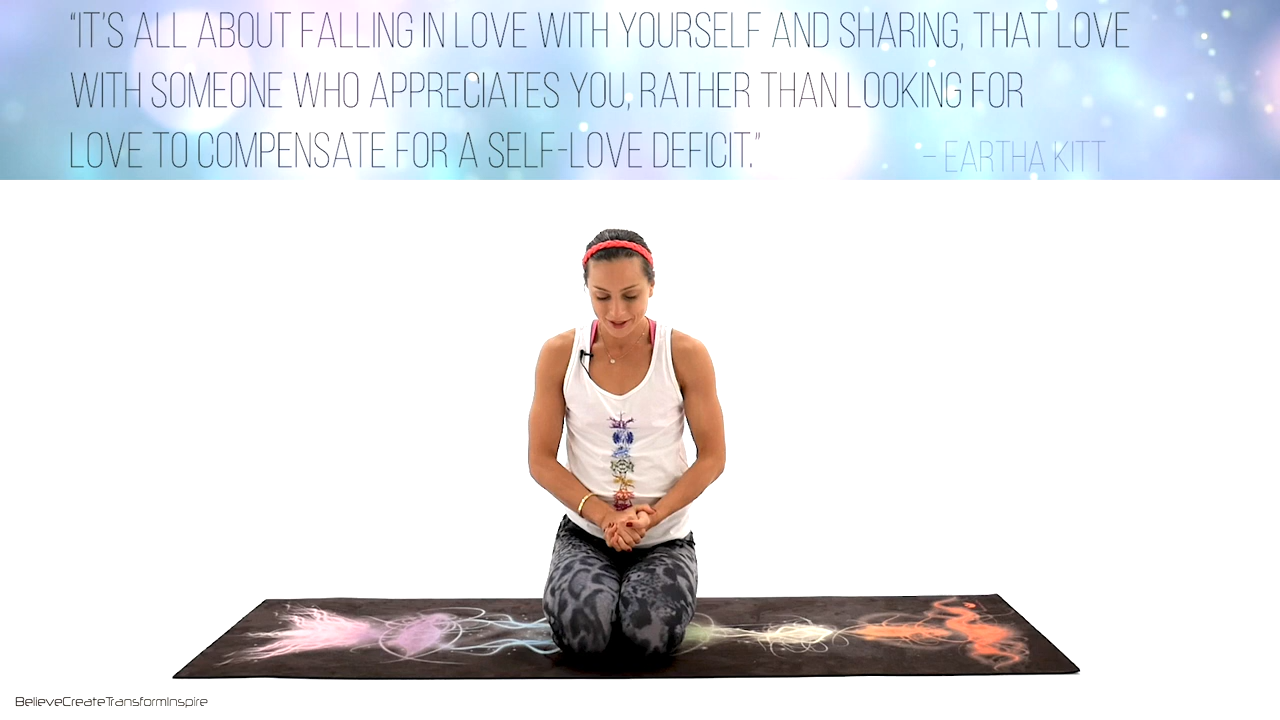 “IT’S ALL ABOUT FALLING IN LOVE WITH YOURSELF AND SHARING, THAT LOVE
WITH SOMEONE WHO APPRECIATES YOU, RATHER THAN LOOKING FOR
LOVE TO COMPENSATE FOR A SELF-LOVE DEFICIT.”
– EARTHA KITT
BelieveCreateTransformInspire